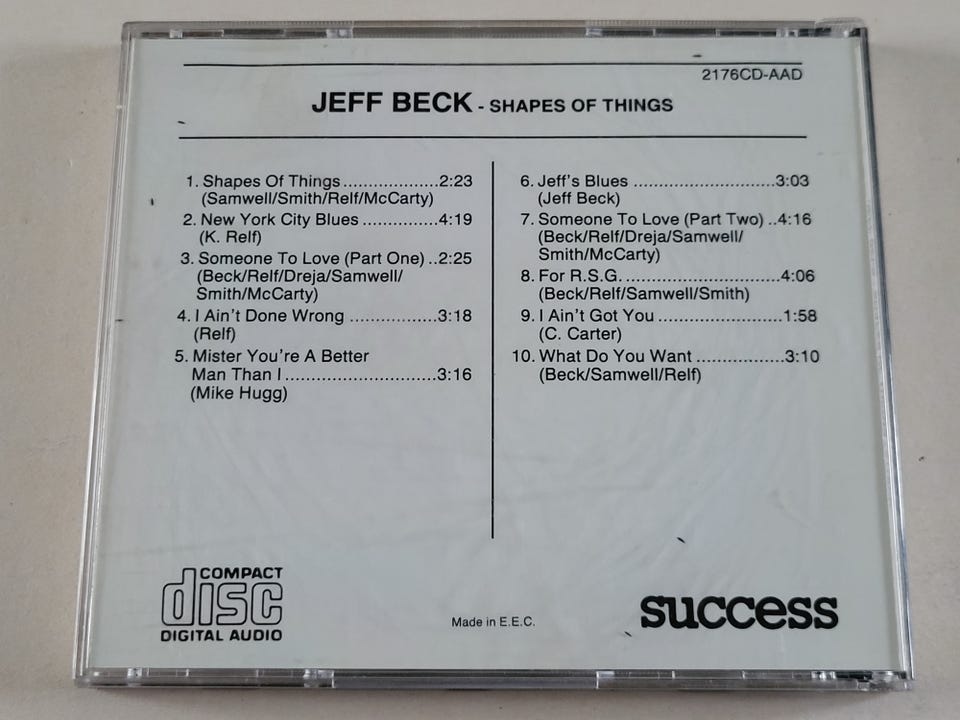 2176CD-AAD
JEFF BECK - SHAPES OF THINGS
1. Shapes Of Things...................2:23
(Samwell/Smith/Relf/McCarty)
2. New York City Blues ..............4:19
(K. Relf)
3. Someone To Love (Part One) ..2:25
(Beck/Relf/Dreja/Samwell/
Smith/McCarty)
4. I Ain't Done Wrong ................3:18
(Relf)
5. Mister You're A Better
Man Than I............................3:16
(Mike Hugg)
6. Jeff's Blues ..........................3:03
(Jeff Beck)
7. Someone To Love (Part Two) ..4:16
(Beck/Relf/Dreja/Samwell/
Smith/McCarty)
8. For R.S.G.............................4:06
(Beck/Relf/Samwell/Smith)
9. I Ain't Got You .......................1:58
(C. Carter)
10. What Do You Want ................3:10
(Beck/Samwell/Relf)
COMPACT
disc
DIGITAL AUDIO
Made in E.E.C.
success